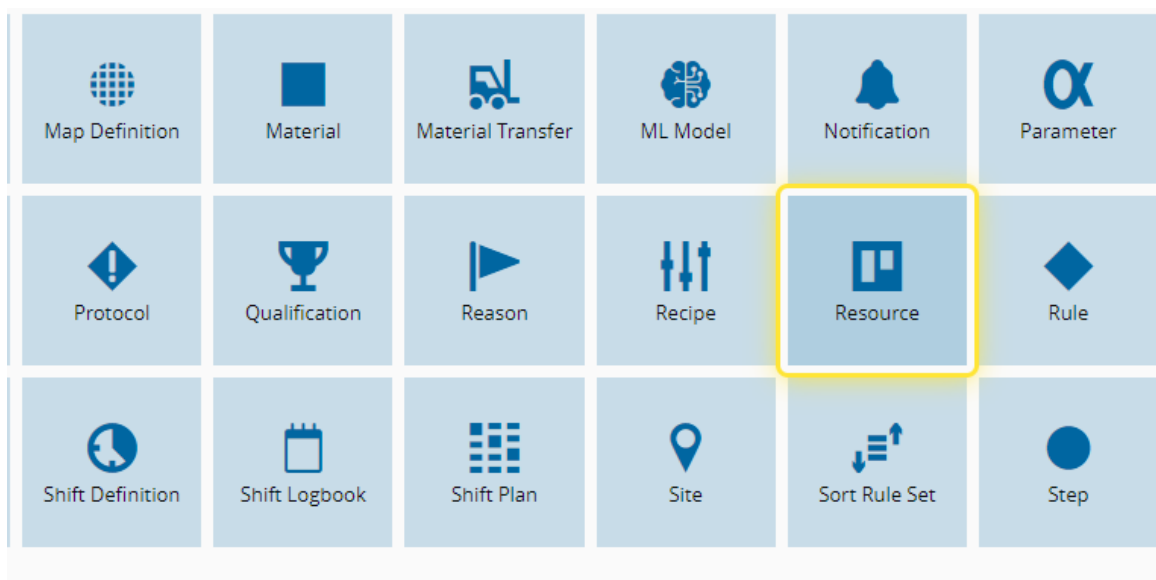 Map Definition
Material
Material Transfer
ML Model
Notification
Parameter
Protocol
Qualification
Reason
Recipe
Resource
Rule
Shift Definition
Shift Logbook
Shift Plan
Site
Sort Rule Set
Step